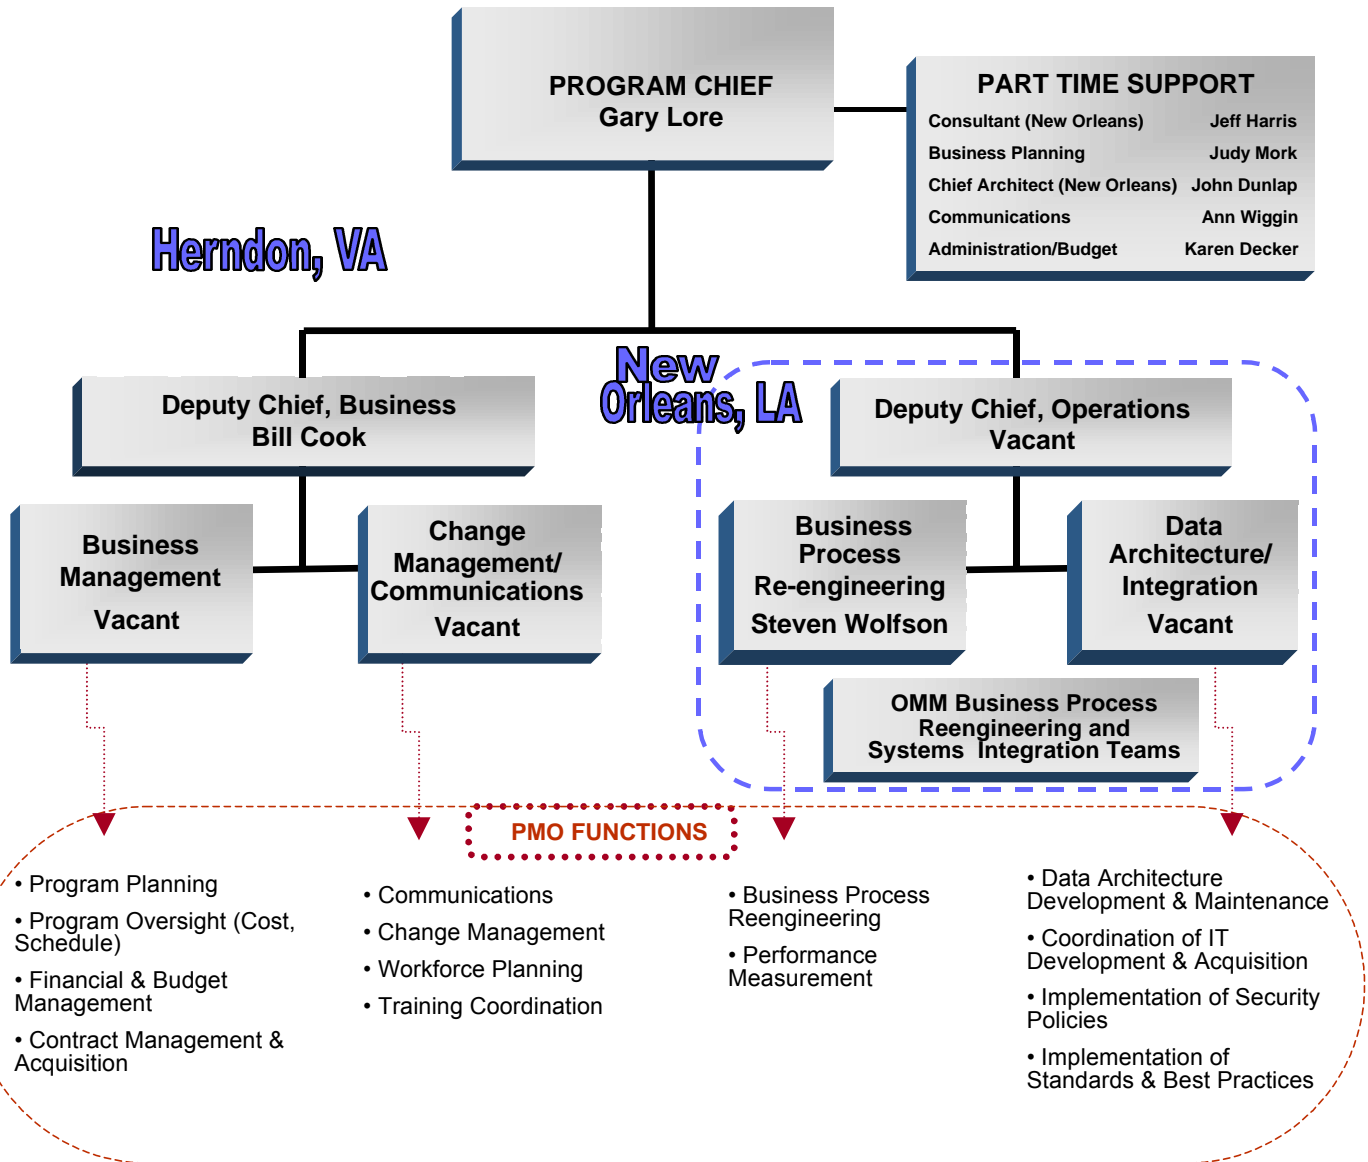 PROGRAM CHIEF
Gary Lore
PART TIME SUPPORT
Consultant (New Orleans) Jeff Harris
Business Planning Judy Mork
Chief Architect (New Orleans) John Dunlap
Communications Ann Wiggin
Administration/Budget Karen Decker
Herndon, VA
New
Orleans, LA
Deputy Chief, Business
Bill Cook
Deputy Chief, Operations
Vacant
Business
Management
Vacant
Change
Management/
Communications
Vacant
Business
Process
Re-engineering
Steven Wolfson
Data
Architecture/
Integration
Vacant
OMM Business Process
Reengineering and
Systems Integration Teams
PMO FUNCTIONS
• Program Planning
• Program Oversight (Cost,
Schedule)
• Financial & Budget
Management
• Contract Management &
Acquisition
• Communications
• Change Management
• Workforce Planning
• Training Coordination
• Business Process
Reengineering
• Performance
Measurement
• Data Architecture
Development & Maintenance
• Coordination of IT
Development & Acquisition
• Implementation of Security
Policies
• Implementation of
Standards & Best Practices